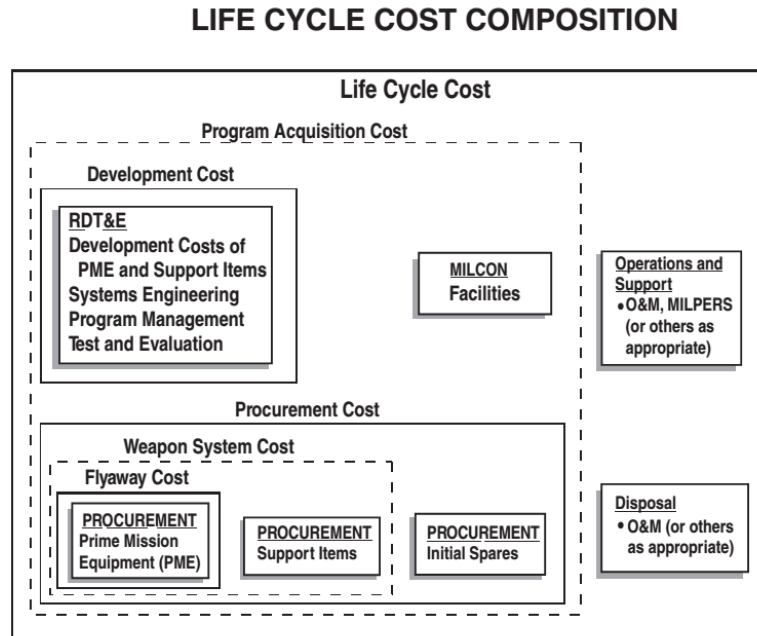 LIFE CYCLE COST COMPOSITION
Life Cycle Cost
Program Acquisition Cost
Development Cost
RDT&E
Development Costs of
PME and Support Items
Systems Engineering
Program Management
Test and Evaluation
MILCON
Facilities
Operations and
Support
• O&M, MILPERS
(or others as
appropriate)
Procurement Cost
Weapon System Cost
Flyaway Cost
PROCUREMENT
Prime Mission
Equipment (PME)
PROCUREMENT
Support Items
PROCUREMENT
Initial Spares
Disposal
• O&M (or others
as appropriate)